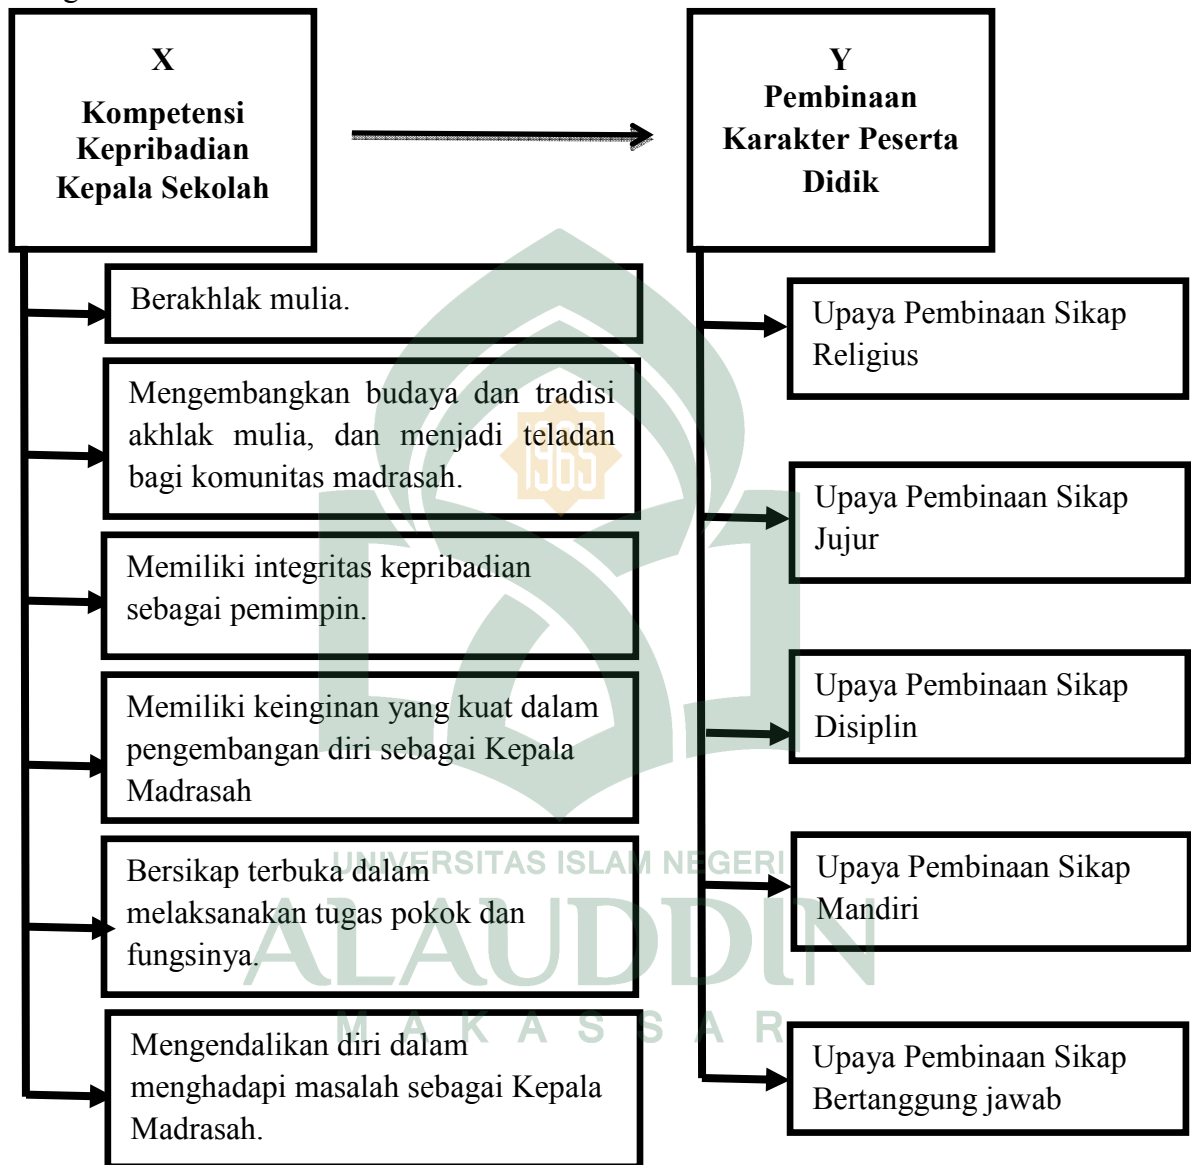 X
Kompetensi
Kepribadian
Kepala Sekolah
Y
Pembinaan
Karakter Peserta
Didik
Berakhlak mulia.
Mengembangkan budaya dan tradisi
akhlak mulia, dan menjadi teladan
bagi komunitas madrasah.
Memiliki integritas kepribadian
sebagai pemimpin.
Memiliki keinginan yang kuat dalam
pengembangan diri sebagai Kepala
Madrasah
Bersikap terbuka dalam
melaksanakan tugas pokok dan
fungsinya.
Mengendalikan diri dalam
menghadapi masalah sebagai Kepala
Madrasah.
Upaya Pembinaan Sikap
Religius
Upaya Pembinaan Sikap
Jujur
Upaya Pembinaan Sikap
Disiplin
Upaya Pembinaan Sikap
Mandiri
Upaya Pembinaan Sikap
Bertanggung jawab
1965
UNIVERSITAS ISLAM NEGERI
ALAUDDIN
MAKASSAR